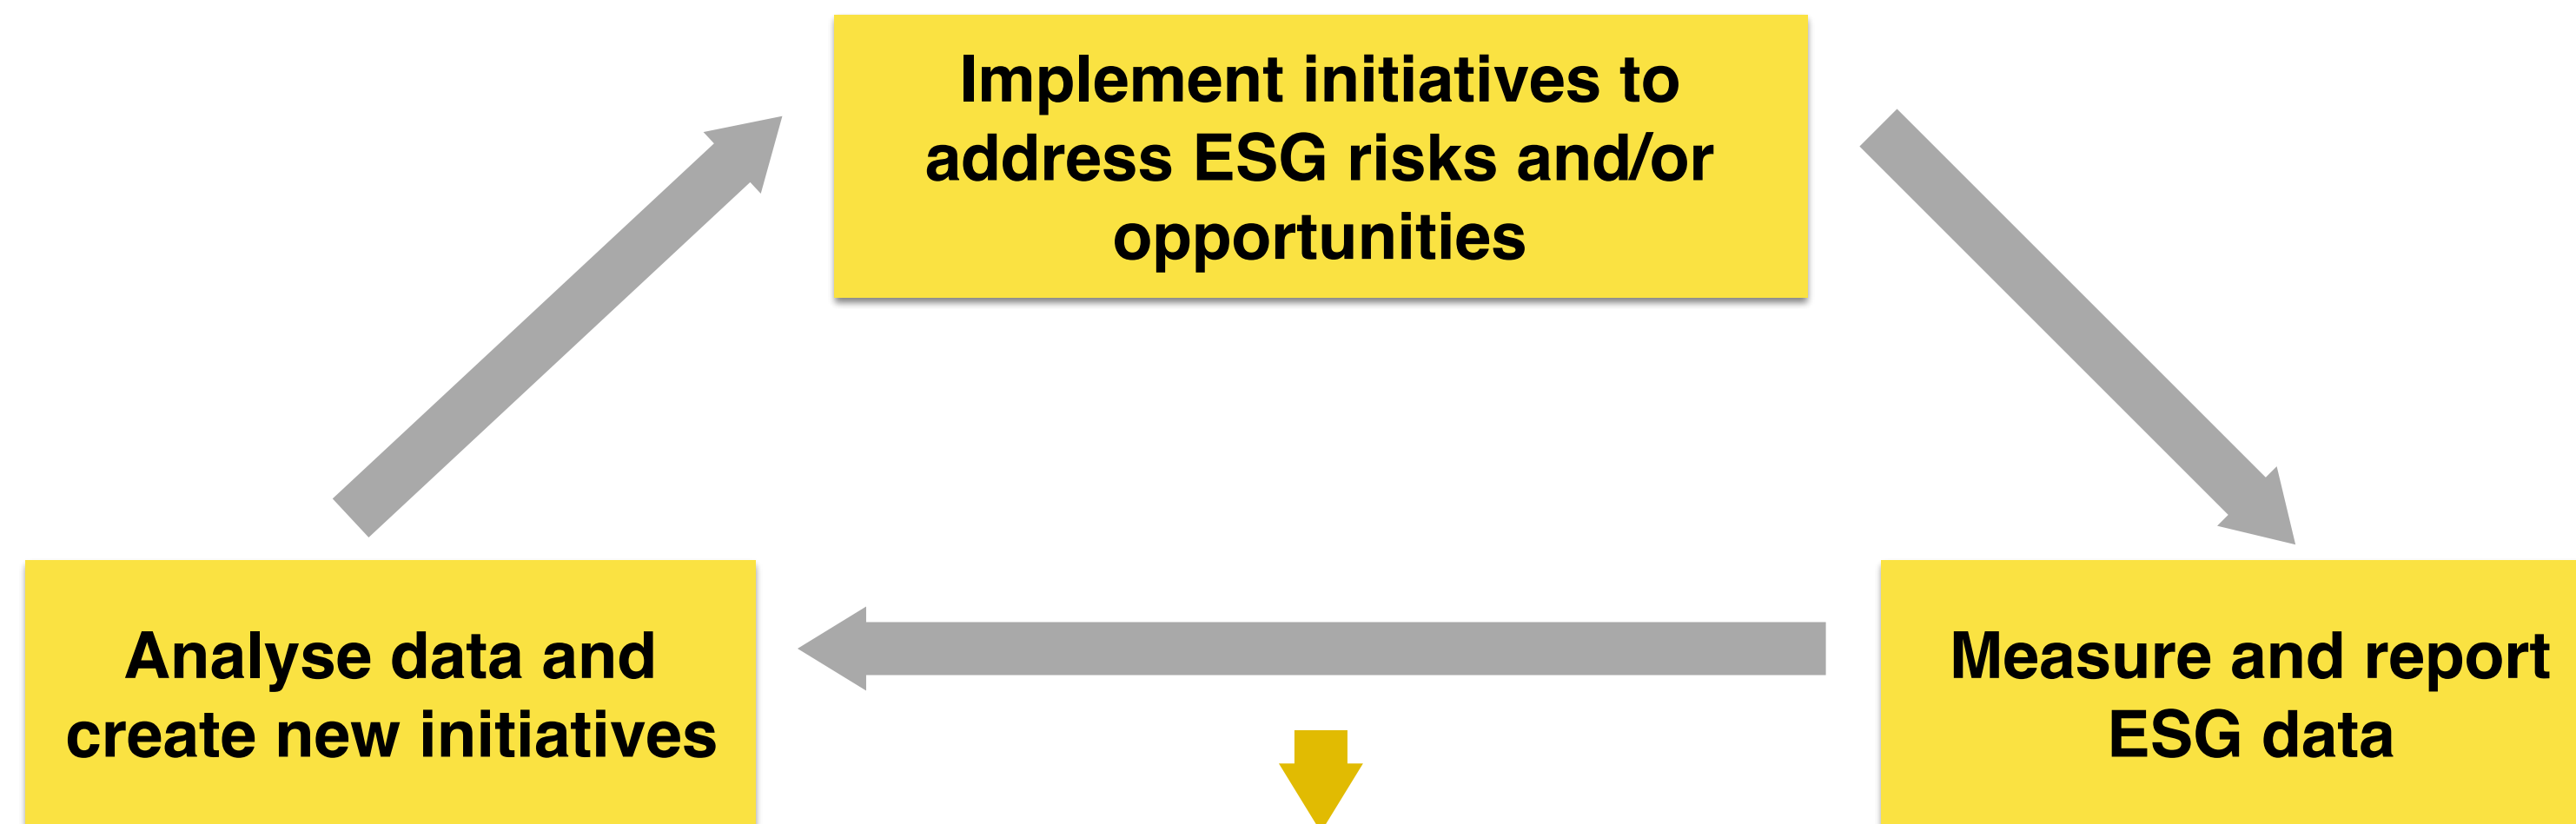 Implement initiatives to
address ESG risks and/or
opportunities
Analyse data and
create new initiatives
Measure and report
ESG data